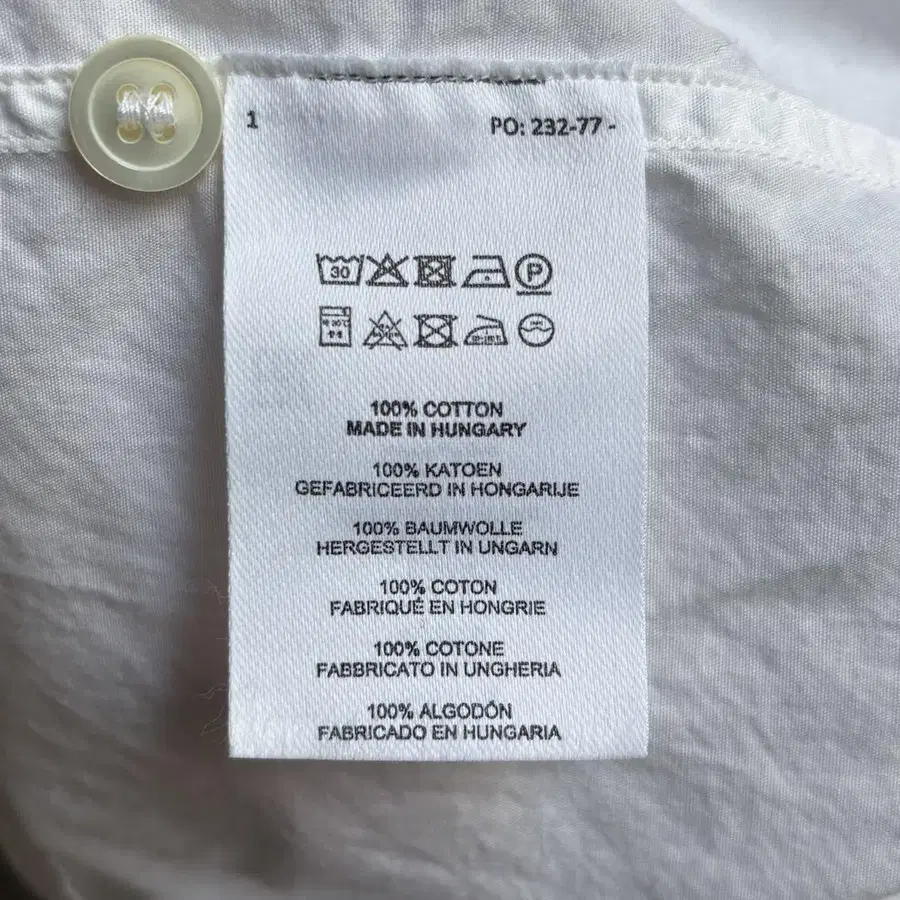 1 PO: 232-77 -
30 P
100% COTTON
MADE IN HUNGARY
100% KATOEN
GEFABRICEERD IN HONGARIJE
100% BAUMWOLLE
HERGESTELLT IN UNGARN
100% COTON
FABRIQUÉ EN HONGRIE
100% COTONE
FABBRICATO IN UNGHERIA
100% ALGODÓN
FABRICADO EN HUNGARIA